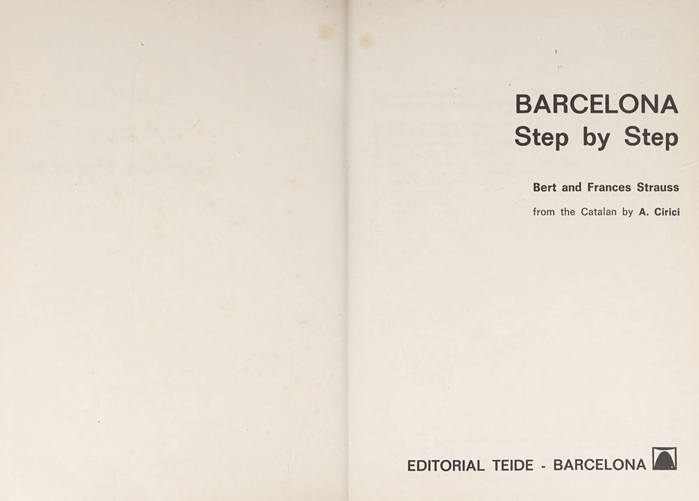 BARCELONA
Step by Step
Bert and Frances Strauss
from the Catalan by A. Cirici
EDITORIAL TEIDE - BARCELONA